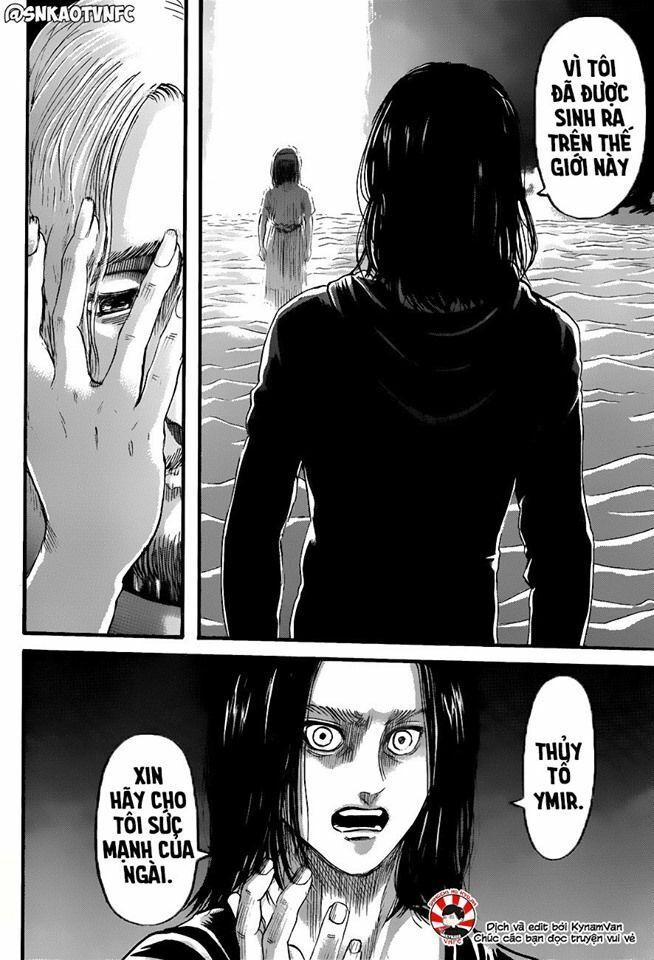 @SNKAOTVNFC
VÌ TÔI
ĐÃ ĐƯỢC
SINH RA
TRÊN THẾ
GIỚI NÀY
THỦY
TỔ
YMIR.
XIN
HÃY CHO
TÔI SỨC
MẠNH CỦA
NGÀI.
Dịch và edit bởi KynamVan
Chúc các bạn đọc truyện vui vẻ